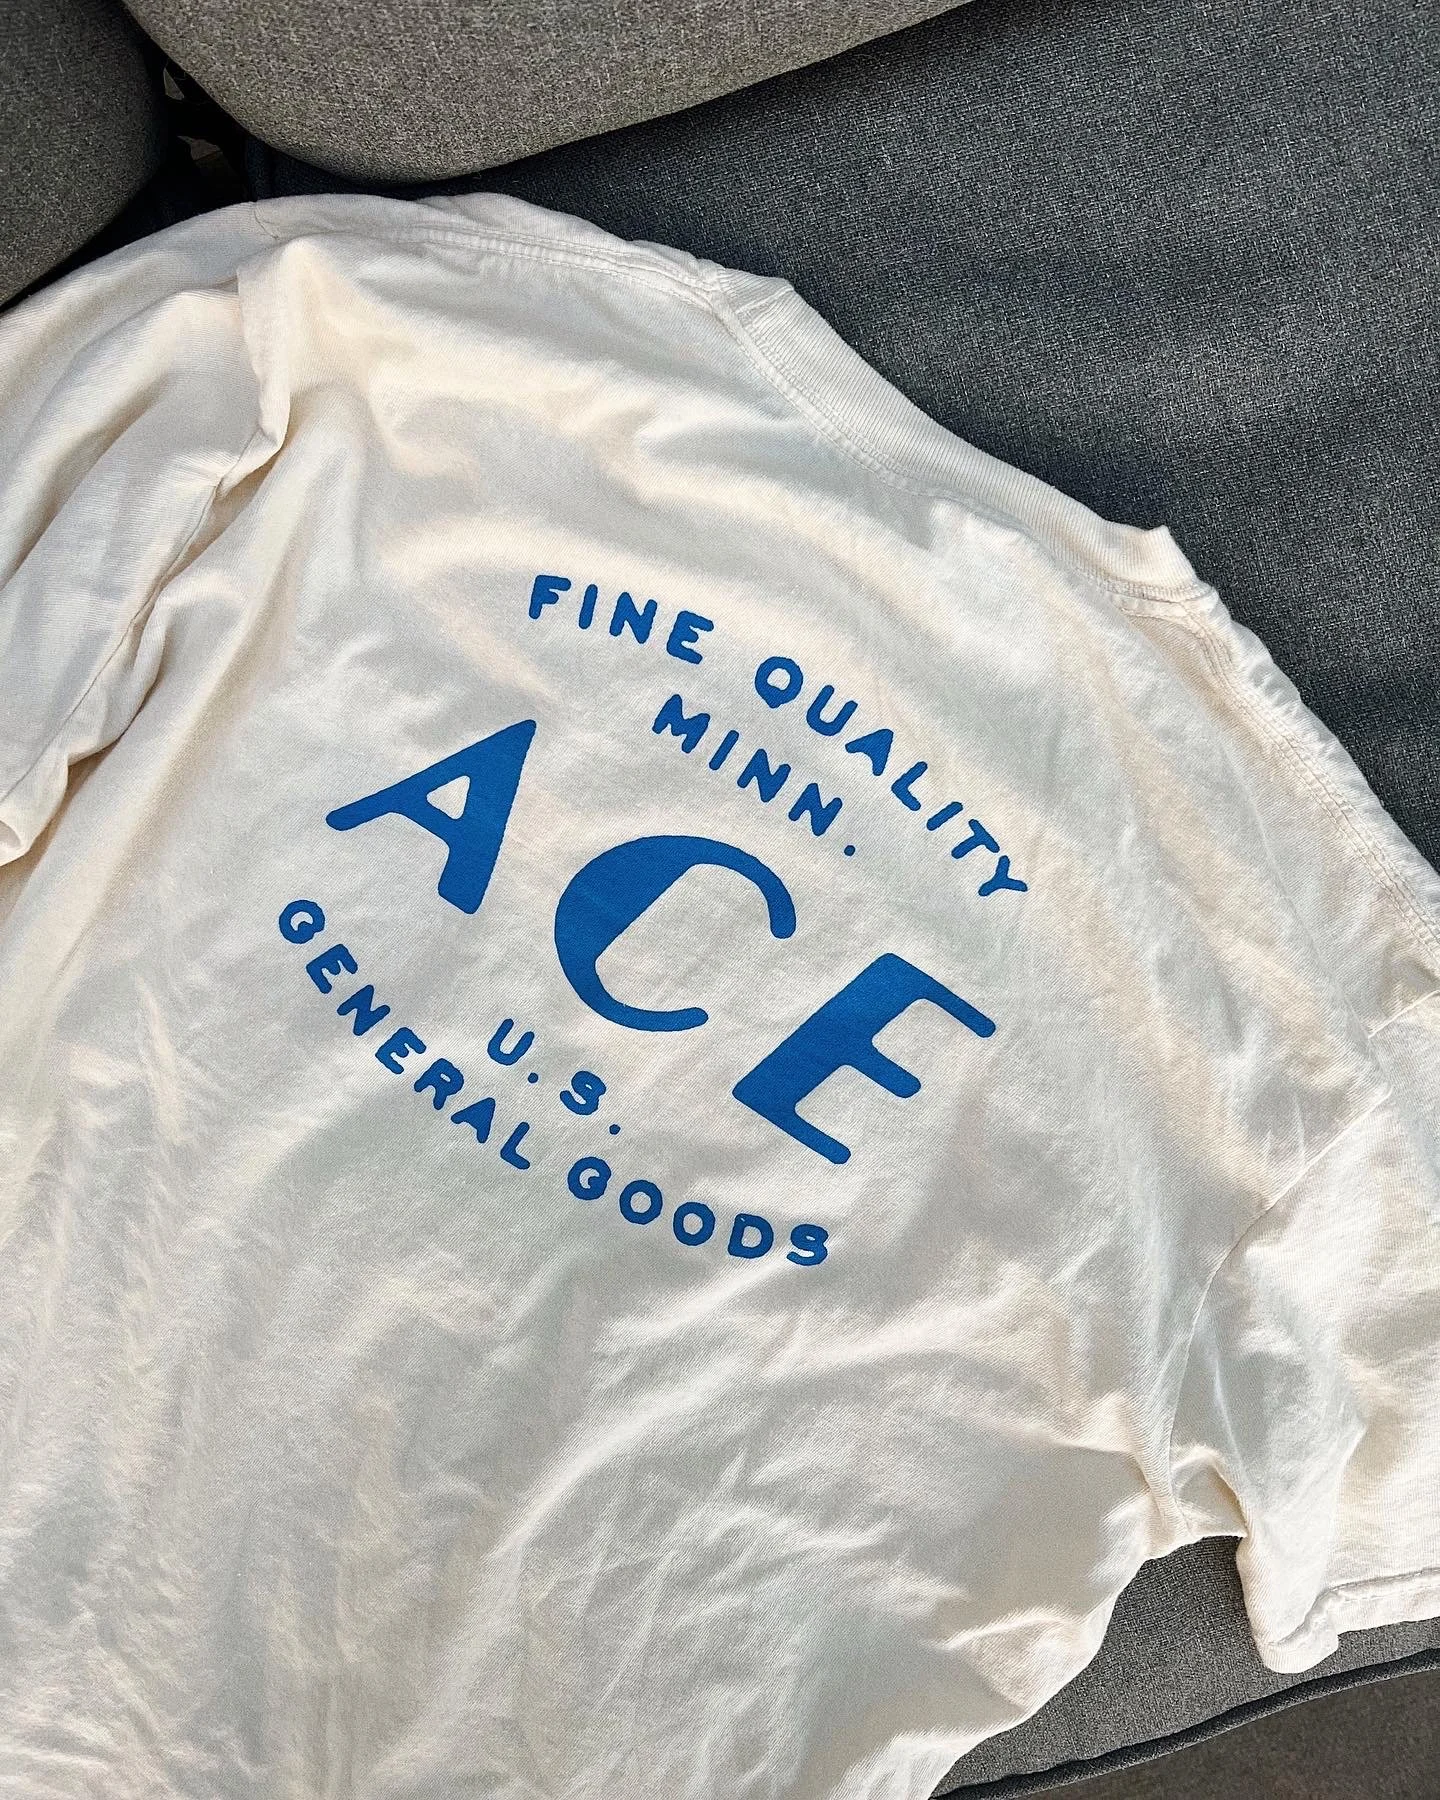 FINE QUALITY
MINN.
ACE
U.S.
GENERAL GOODS